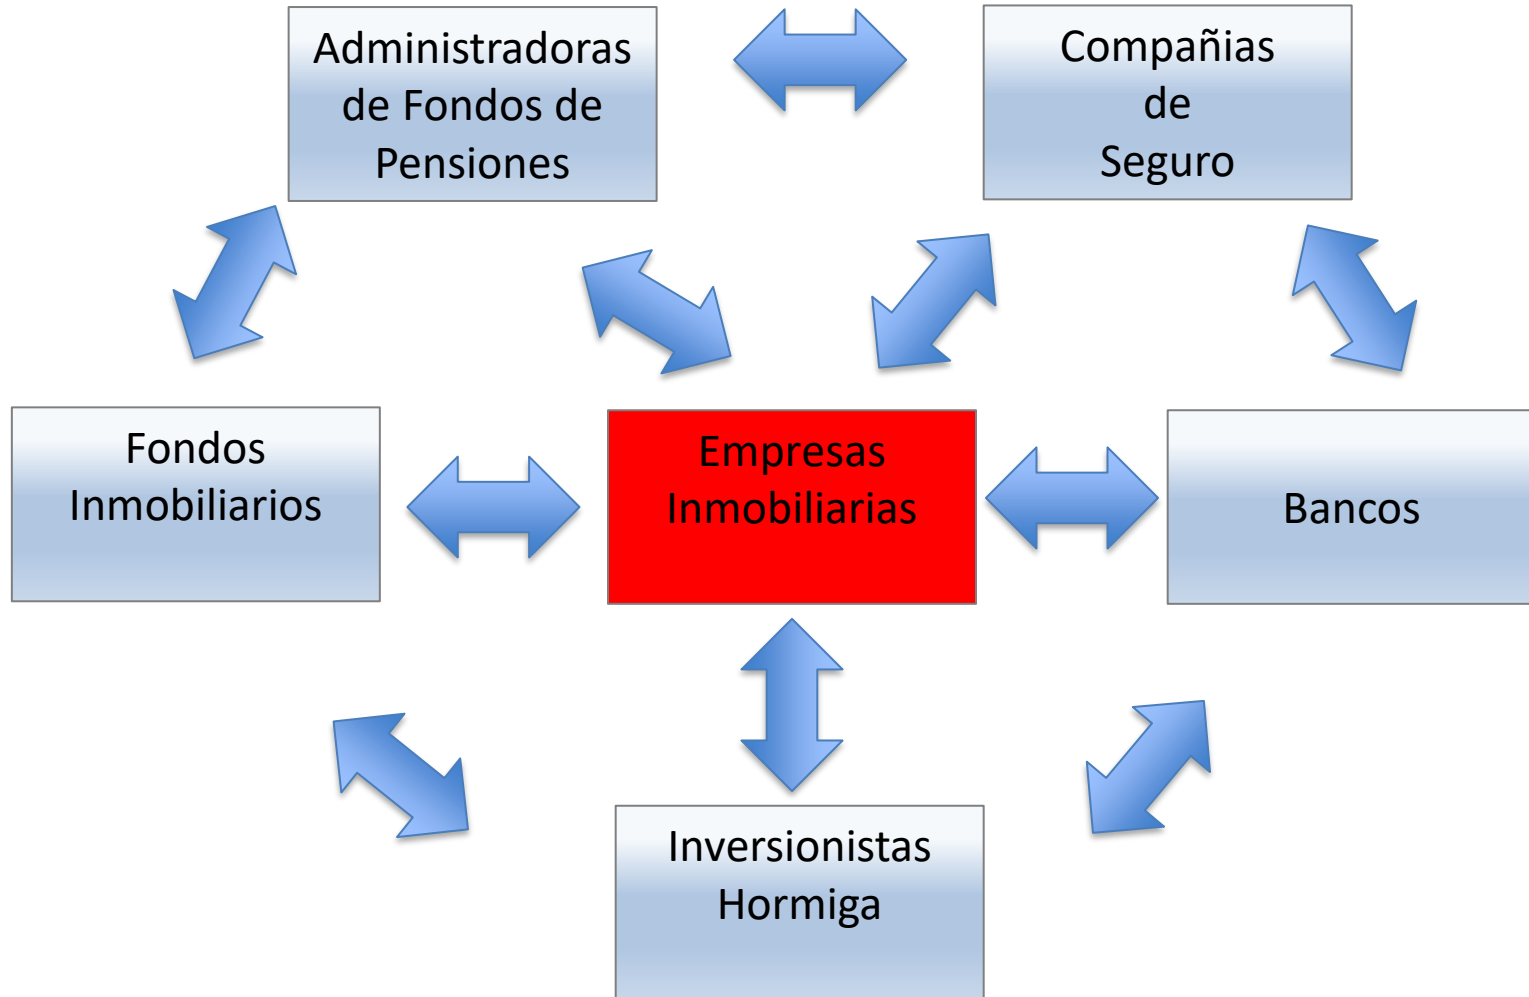 Administradoras
de Fondos de
Pensiones
Compañias
de
Seguro
Fondos
Inmobiliarios
Empresas
Inmobiliarias
Bancos
Inversionistas
Hormiga